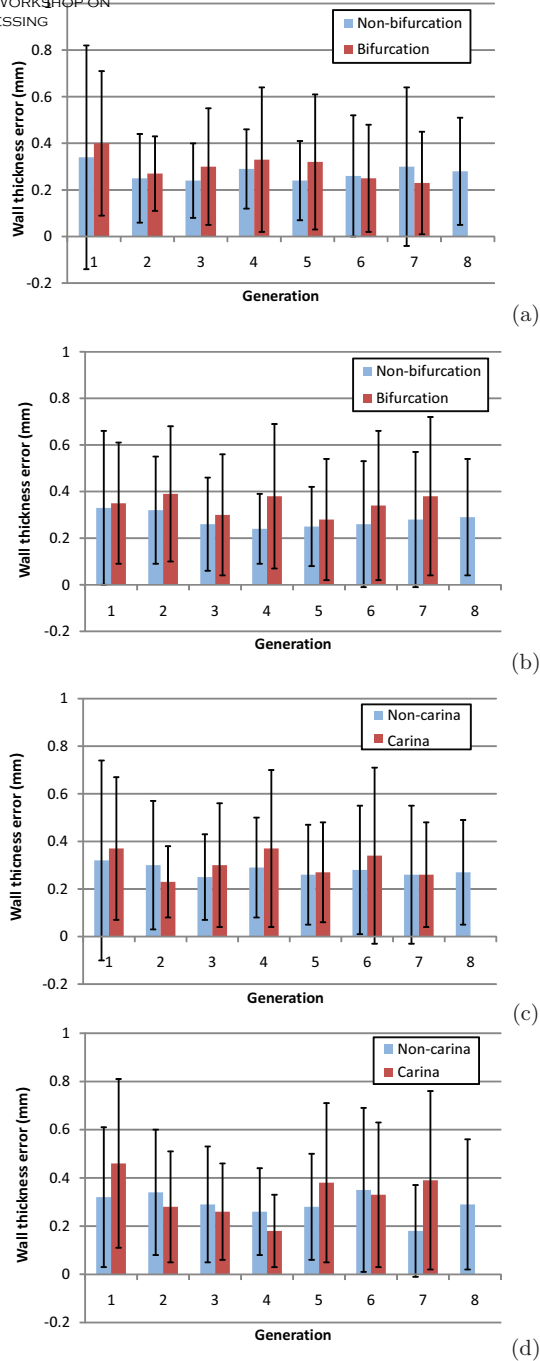 WORKSHOP ON
ESSING
1
0.8
0.6
0.4
0.2
0
-0.2
Wall thickness error (mm)
Non-bifurcation
Bifurcation
1 2 3 4 5 6 7 8
Generation
(a)
1
0.8
0.6
0.4
0.2
0
-0.2
Wall thickness error (mm)
Non-bifurcation
Bifurcation
1 2 3 4 5 6 7 8
Generation
(b)
1
0.8
0.6
0.4
0.2
0
-0.2
Wall thicness error (mm)
Non-carina
Carina
1 2 3 4 5 6 7 8
Generation
(c)
1
0.8
0.6
0.4
0.2
0
-0.2
Wall thickness error (mm)
Non-carina
Carina
1 2 3 4 5 6 7 8
Generation
(d)